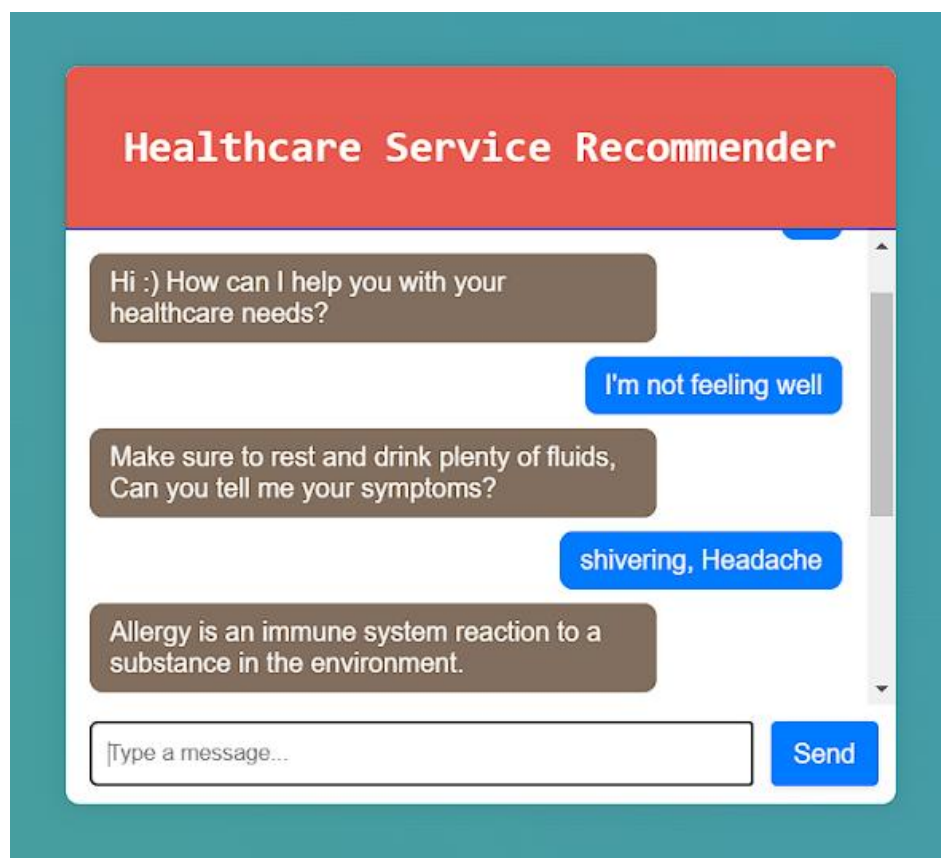 Healthcare Service Recommender
Hi :) How can I help you with your
healthcare needs?
I'm not feeling well
Make sure to rest and drink plenty of fluids,
Can you tell me your symptoms?
shivering, Headache
Allergy is an immune system reaction to a
substance in the environment.
Type a message...
Send